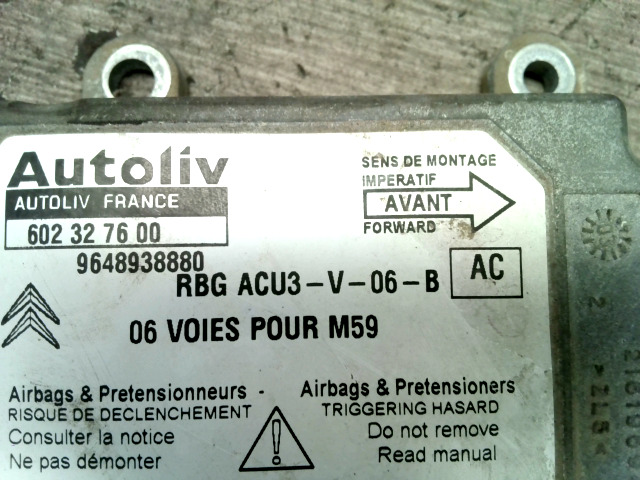 Autoliv
AUTOLIV FRANCE
602 32 76 00
9648938880
SENS DE MONTAGE
IMPERATIF
AVANT
FORWARD
RBG ACU3-V-06-B
AC
06 VOIES POUR M59
Airbags & Pretensionneurs -
RISQUE DE DECLENCHEMENT
Consulter la notice
Ne pas démonter
Airbags & Pretensioners
TRIGGERING HASARD
Do not remove
Read manual
2